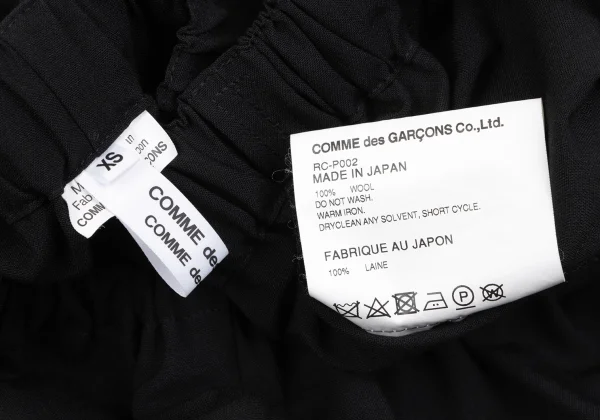 XS
COMME de
COMME de
Fab
COMM
COMME des GARÇONS Co.,Ltd.
RC-P002
MADE IN JAPAN
100% WOOL
DO NOT WASH.
WARM IRON.
DRYCLEAN ANY SOLVENT, SHORT CYCLE.
FABRIQUE AU JAPON
100% LAINE
P
W